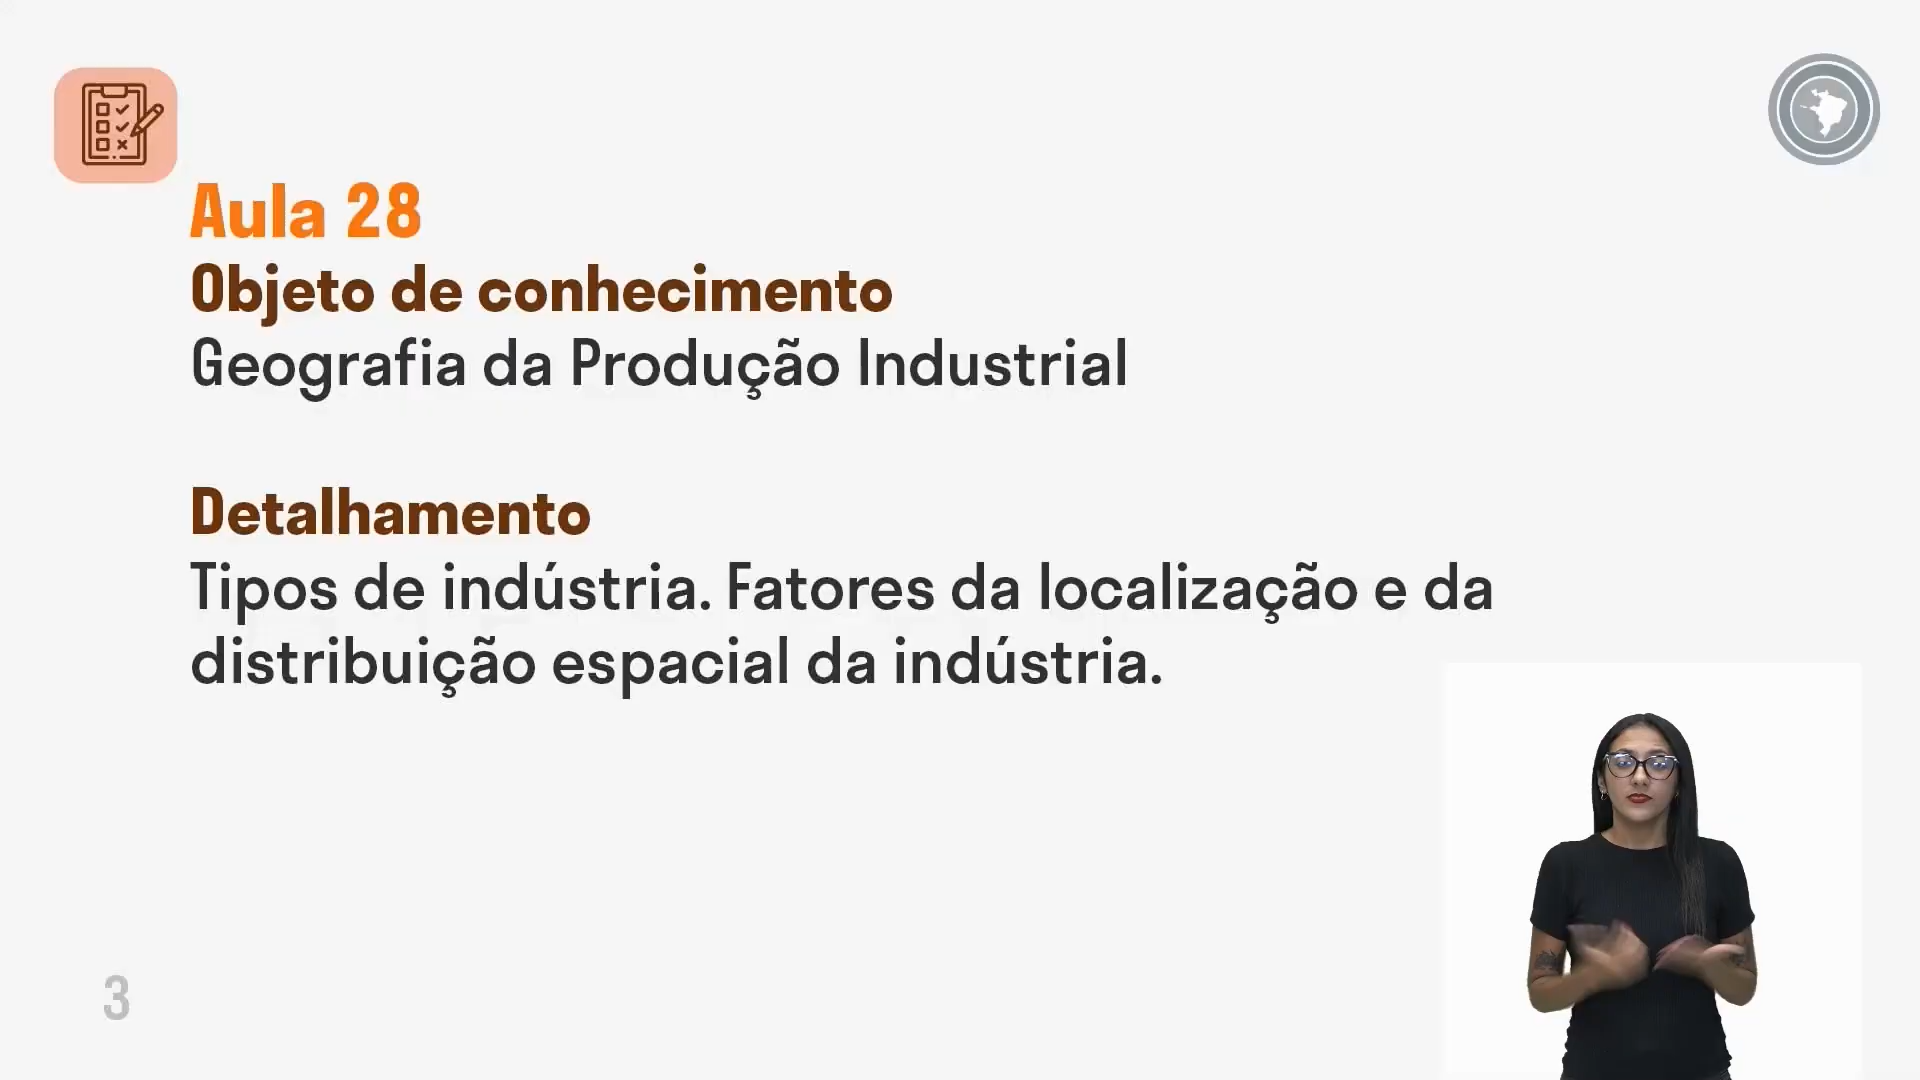 Aula 28
Objeto de conhecimento
Geografia da Produção Industrial
Detalhamento
Tipos de indústria. Fatores da localização e da
distribuição espacial da indústria.
3